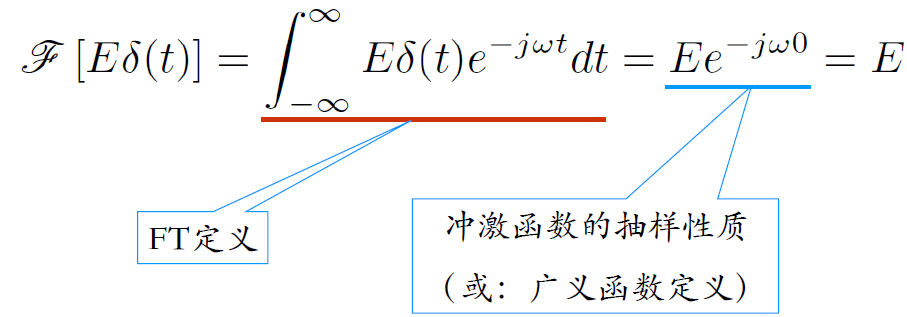 ℱ [Eδ(t)] = ∫_{-∞}^{∞} Eδ(t)e^{-jωt}dt = Ee^{-jω0} = E
FT定义
冲激函数的抽样性质
(或: 广义函数定义)